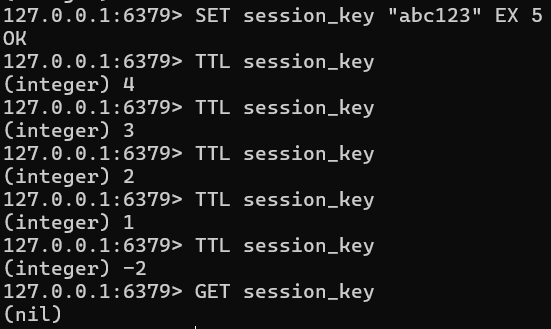 127.0.0.1:6379> SET session_key "abc123" EX 5
OK
127.0.0.1:6379> TTL session_key
(integer) 4
127.0.0.1:6379> TTL session_key
(integer) 3
127.0.0.1:6379> TTL session_key
(integer) 2
127.0.0.1:6379> TTL session_key
(integer) 1
127.0.0.1:6379> TTL session_key
(integer) -2
127.0.0.1:6379> GET session_key
(nil)